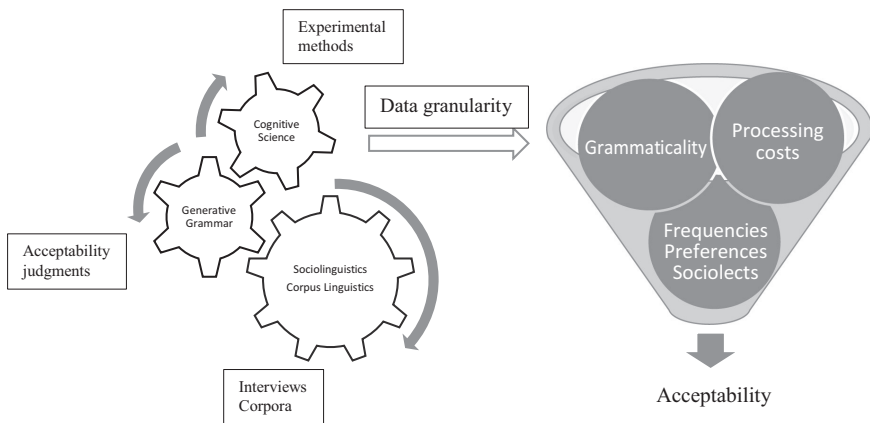 Experimental
methods
Cognitive
Science
Generative
Grammar
Acceptability
judgments
Sociolinguistics
Corpus Linguistics
Interviews
Corpora
Data granularity
Grammaticality
Processing
costs
Frequencies
Preferences
Sociolects
Acceptability